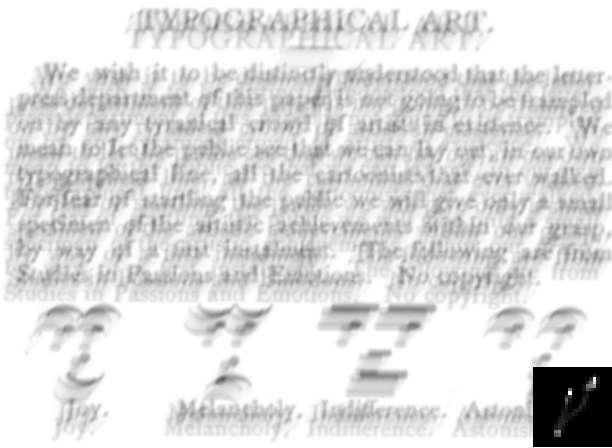 TYPOGRAPHICAL ART.
We wish it to be distinctly understood that the letter-
press department of this paper is not going to be trampled
on by any tyranical crowd of artists in existence. We
mean to let the public see that we can lay out, in our own
typographical line, all the cartoonists that ever walked.
For fear of startling the public we will give only a small
specimen of the artistic achievements within our grasp,
by way of a first instalment. The following are from
Studies in Passions and Emotions. No copyright.
Joy. Melancholy. Indifference.